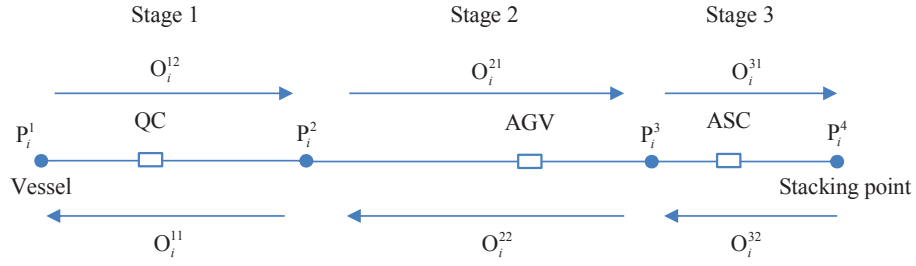 Stage 1 Stage 2 Stage 3
O_i^{12} O_i^{21} O_i^{31}
P_i^1 QC P_i^2 AGV P_i^3 ASC P_i^4
Vessel Stacking point
O_i^{11} O_i^{22} O_i^{32}